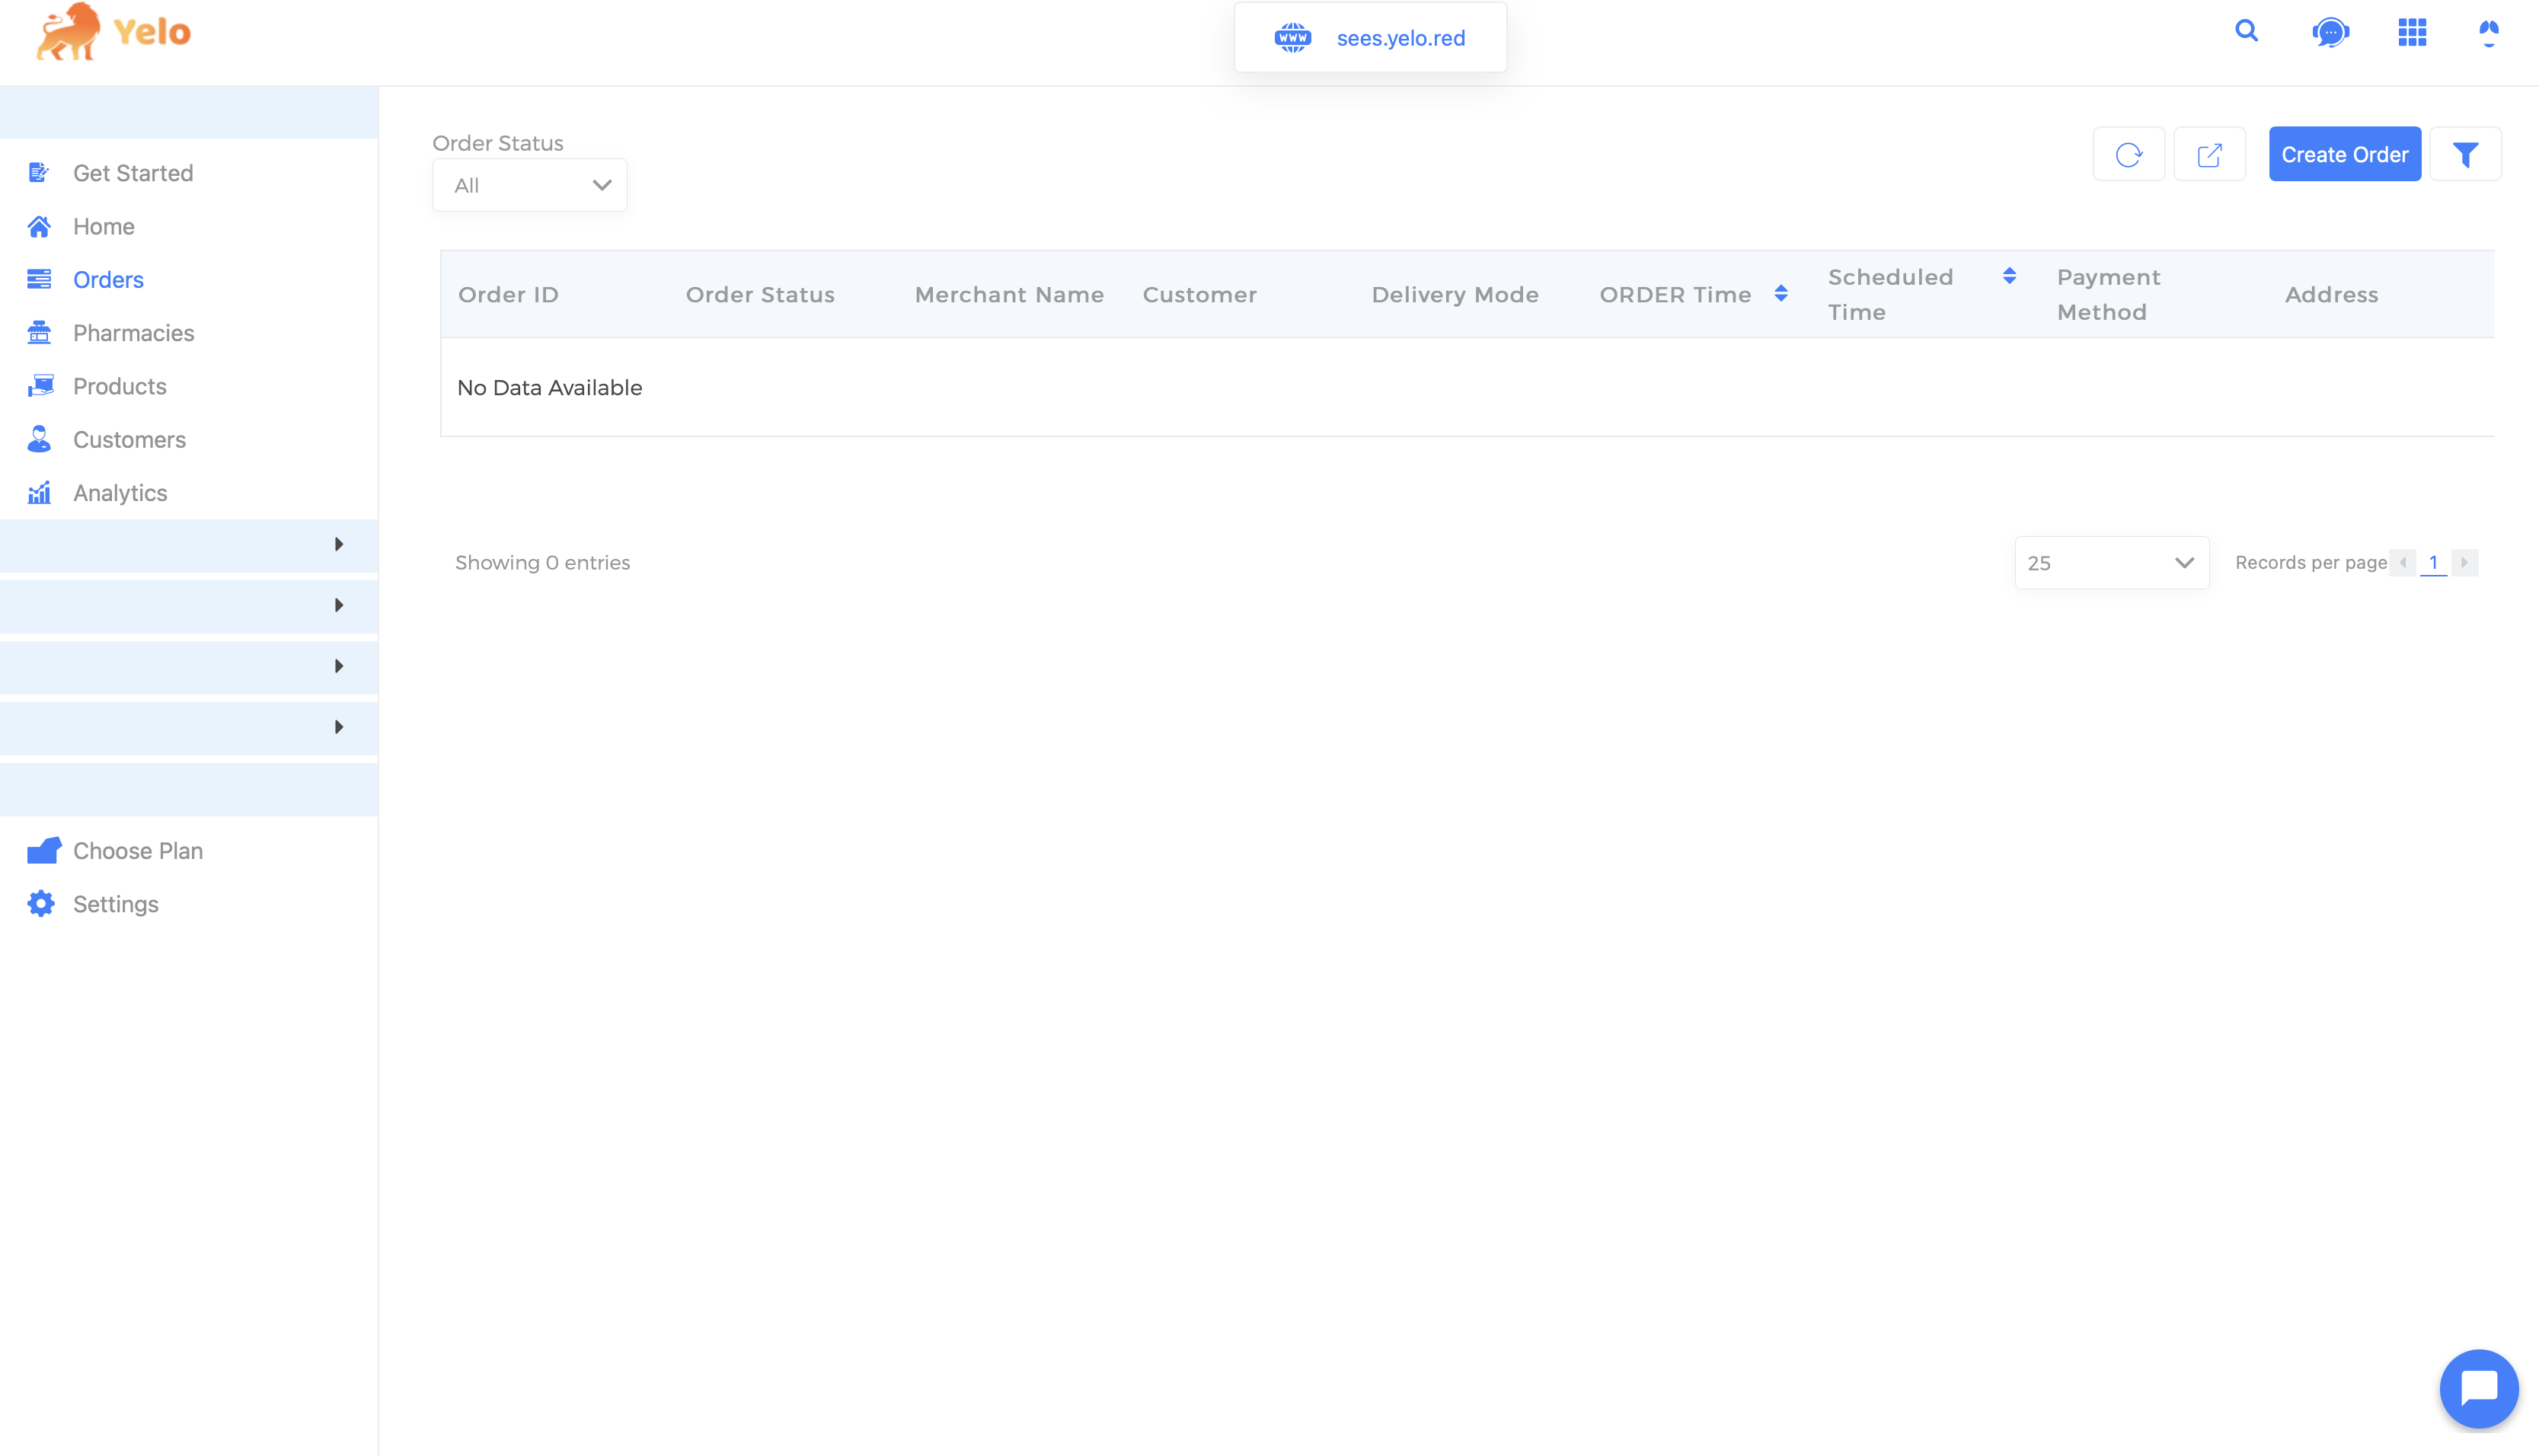 Yelo
www
sees.yelo.red
Get Started
Home
Orders
Pharmacies
Products
Customers
Analytics
Choose Plan
Settings
Order Status
All
Create Order
Order ID
Order Status
Merchant Name
Customer
Delivery Mode
ORDER Time
Scheduled
Time
Payment
Method
Address
No Data Available
Showing 0 entries
25
Records per page
1